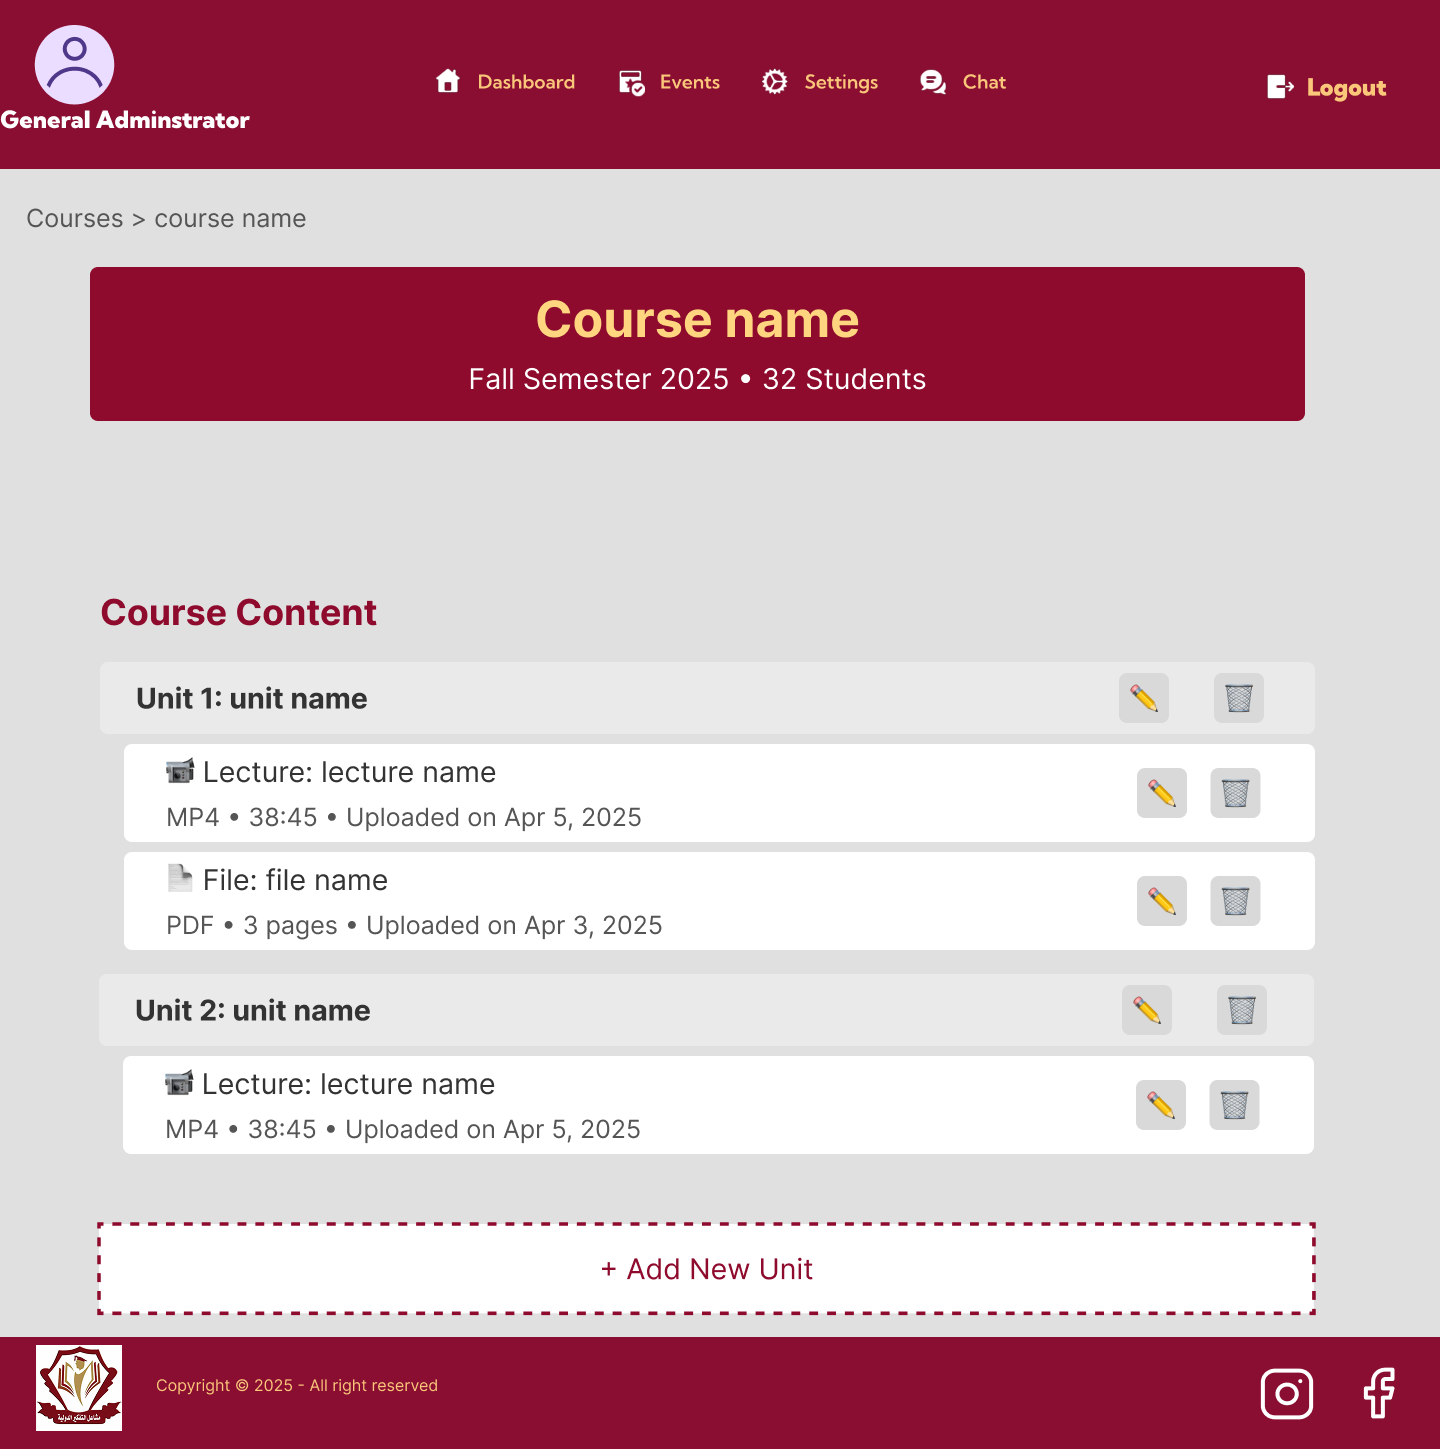 General Adminstrator
Dashboard
Events
Settings
Chat
Logout
Courses > course name
Course name
Fall Semester 2025 • 32 Students
Course Content
Unit 1: unit name
Lecture: lecture name
MP4 • 38:45 • Uploaded on Apr 5, 2025
File: file name
PDF • 3 pages • Uploaded on Apr 3, 2025
Unit 2: unit name
Lecture: lecture name
MP4 • 38:45 • Uploaded on Apr 5, 2025
+ Add New Unit
مشاعل التفكير الدولية
Copyright © 2025 - All right reserved